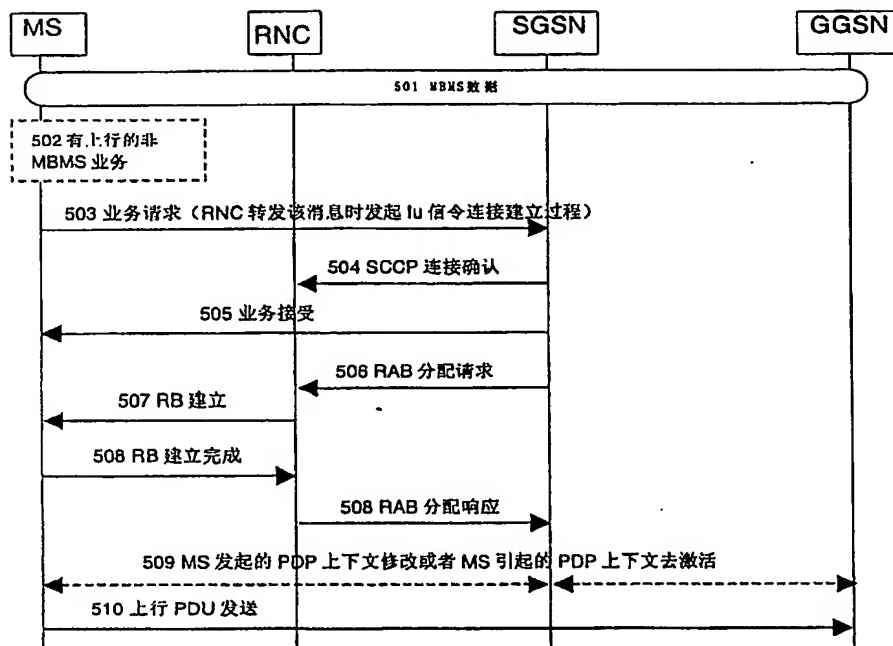 MS
RNC
SGSN
GGSN
501 MBMS数据
502 有上行的非
MBMS 业务
503 业务请求（RNC 转发该消息时发起 Iu 信令连接建立过程）
504 SCCP 连接确认
505 业务接受
506 RAB 分配请求
507 RB 建立
508 RB 建立完成
508 RAB 分配响应
509 MS 发起的 PDP 上下文修改或者 MS 引起的 PDP 上下文去激活
510 上行 PDU 发送